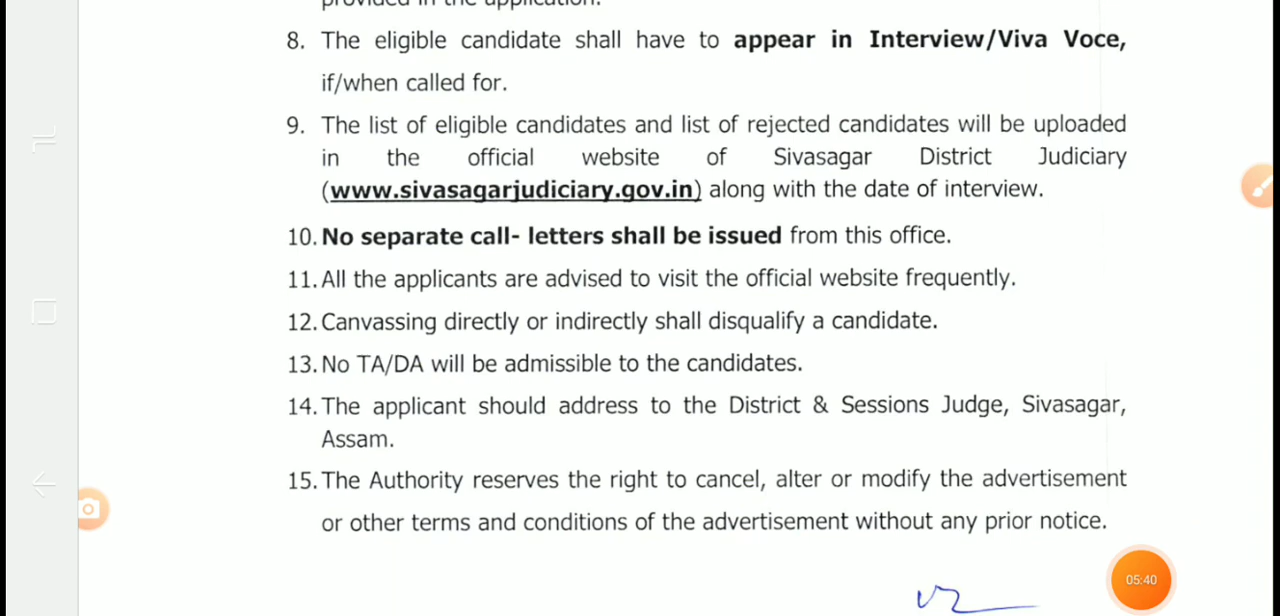 provided in the application.
8. The eligible candidate shall have to appear in Interview/Viva Voce,
if/when called for.
9. The list of eligible candidates and list of rejected candidates will be uploaded
in the official website of Sivasagar District Judiciary
(www.sivasagarjudiciary.gov.in) along with the date of interview.
10. No separate call- letters shall be issued from this office.
11. All the applicants are advised to visit the official website frequently.
12. Canvassing directly or indirectly shall disqualify a candidate.
13. No TA/DA will be admissible to the candidates.
14. The applicant should address to the District & Sessions Judge, Sivasagar,
Assam.
15. The Authority reserves the right to cancel, alter or modify the advertisement
or other terms and conditions of the advertisement without any prior notice.
05:40